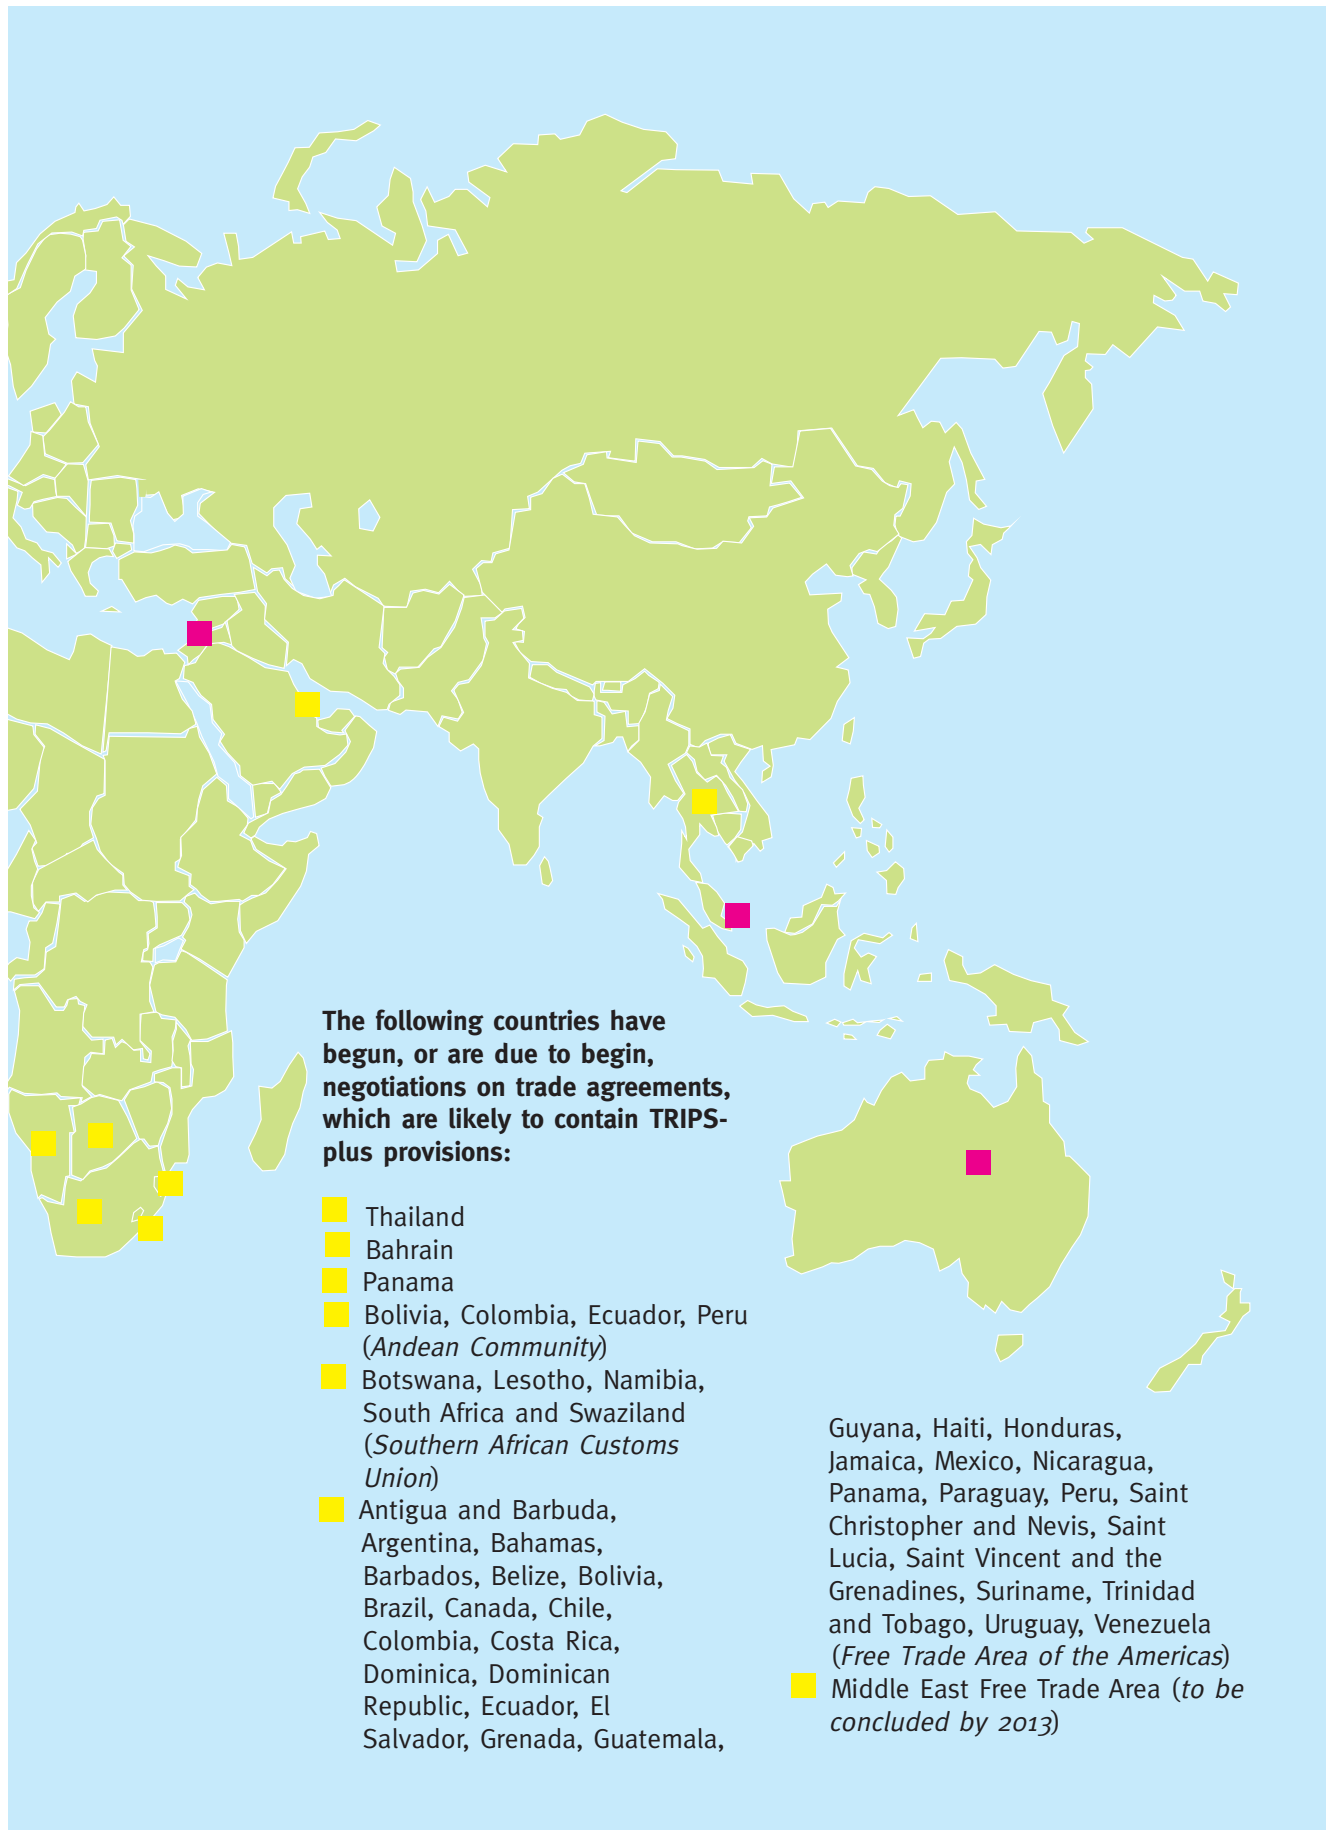 The following countries have
begun, or are due to begin,
negotiations on trade agreements,
which are likely to contain TRIPS-
plus provisions:
Thailand
Bahrain
Panama
Bolivia, Colombia, Ecuador, Peru
(Andean Community)
Botswana, Lesotho, Namibia,
South Africa and Swaziland
(Southern African Customs
Union)
Antigua and Barbuda,
Argentina, Bahamas,
Barbados, Belize, Bolivia,
Brazil, Canada, Chile,
Colombia, Costa Rica,
Dominica, Dominican
Republic, Ecuador, El
Salvador, Grenada, Guatemala,
Guyana, Haiti, Honduras,
Jamaica, Mexico, Nicaragua,
Panama, Paraguay, Peru, Saint
Christopher and Nevis, Saint
Lucia, Saint Vincent and the
Grenadines, Suriname, Trinidad
and Tobago, Uruguay, Venezuela
(Free Trade Area of the Americas)
Middle East Free Trade Area (to be
concluded by 2013)